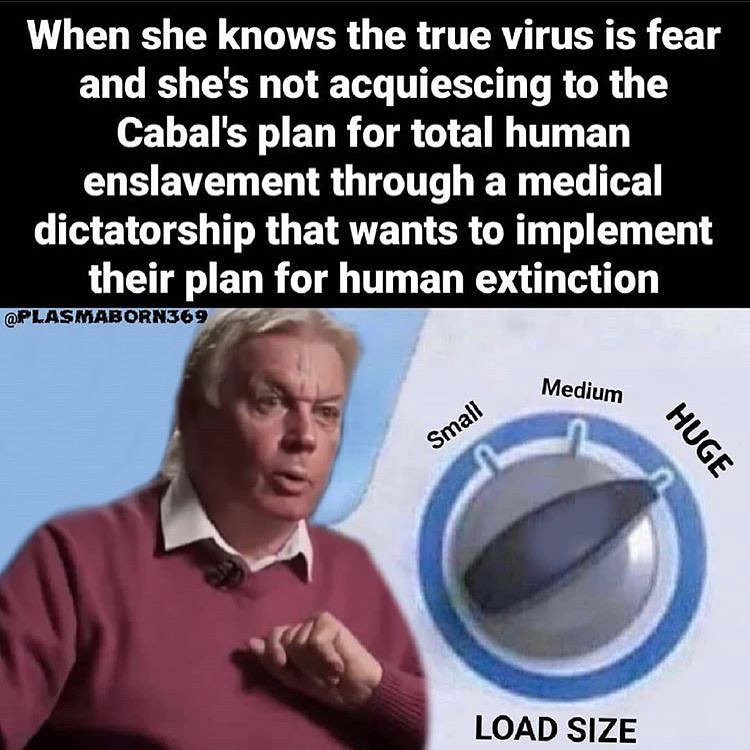 When she knows the true virus is fear
and she's not acquiescing to the
Cabal's plan for total human
enslavement through a medical
dictatorship that wants to implement
their plan for human extinction
@PLASMABORN369
Small
Medium
HUGE
LOAD SIZE